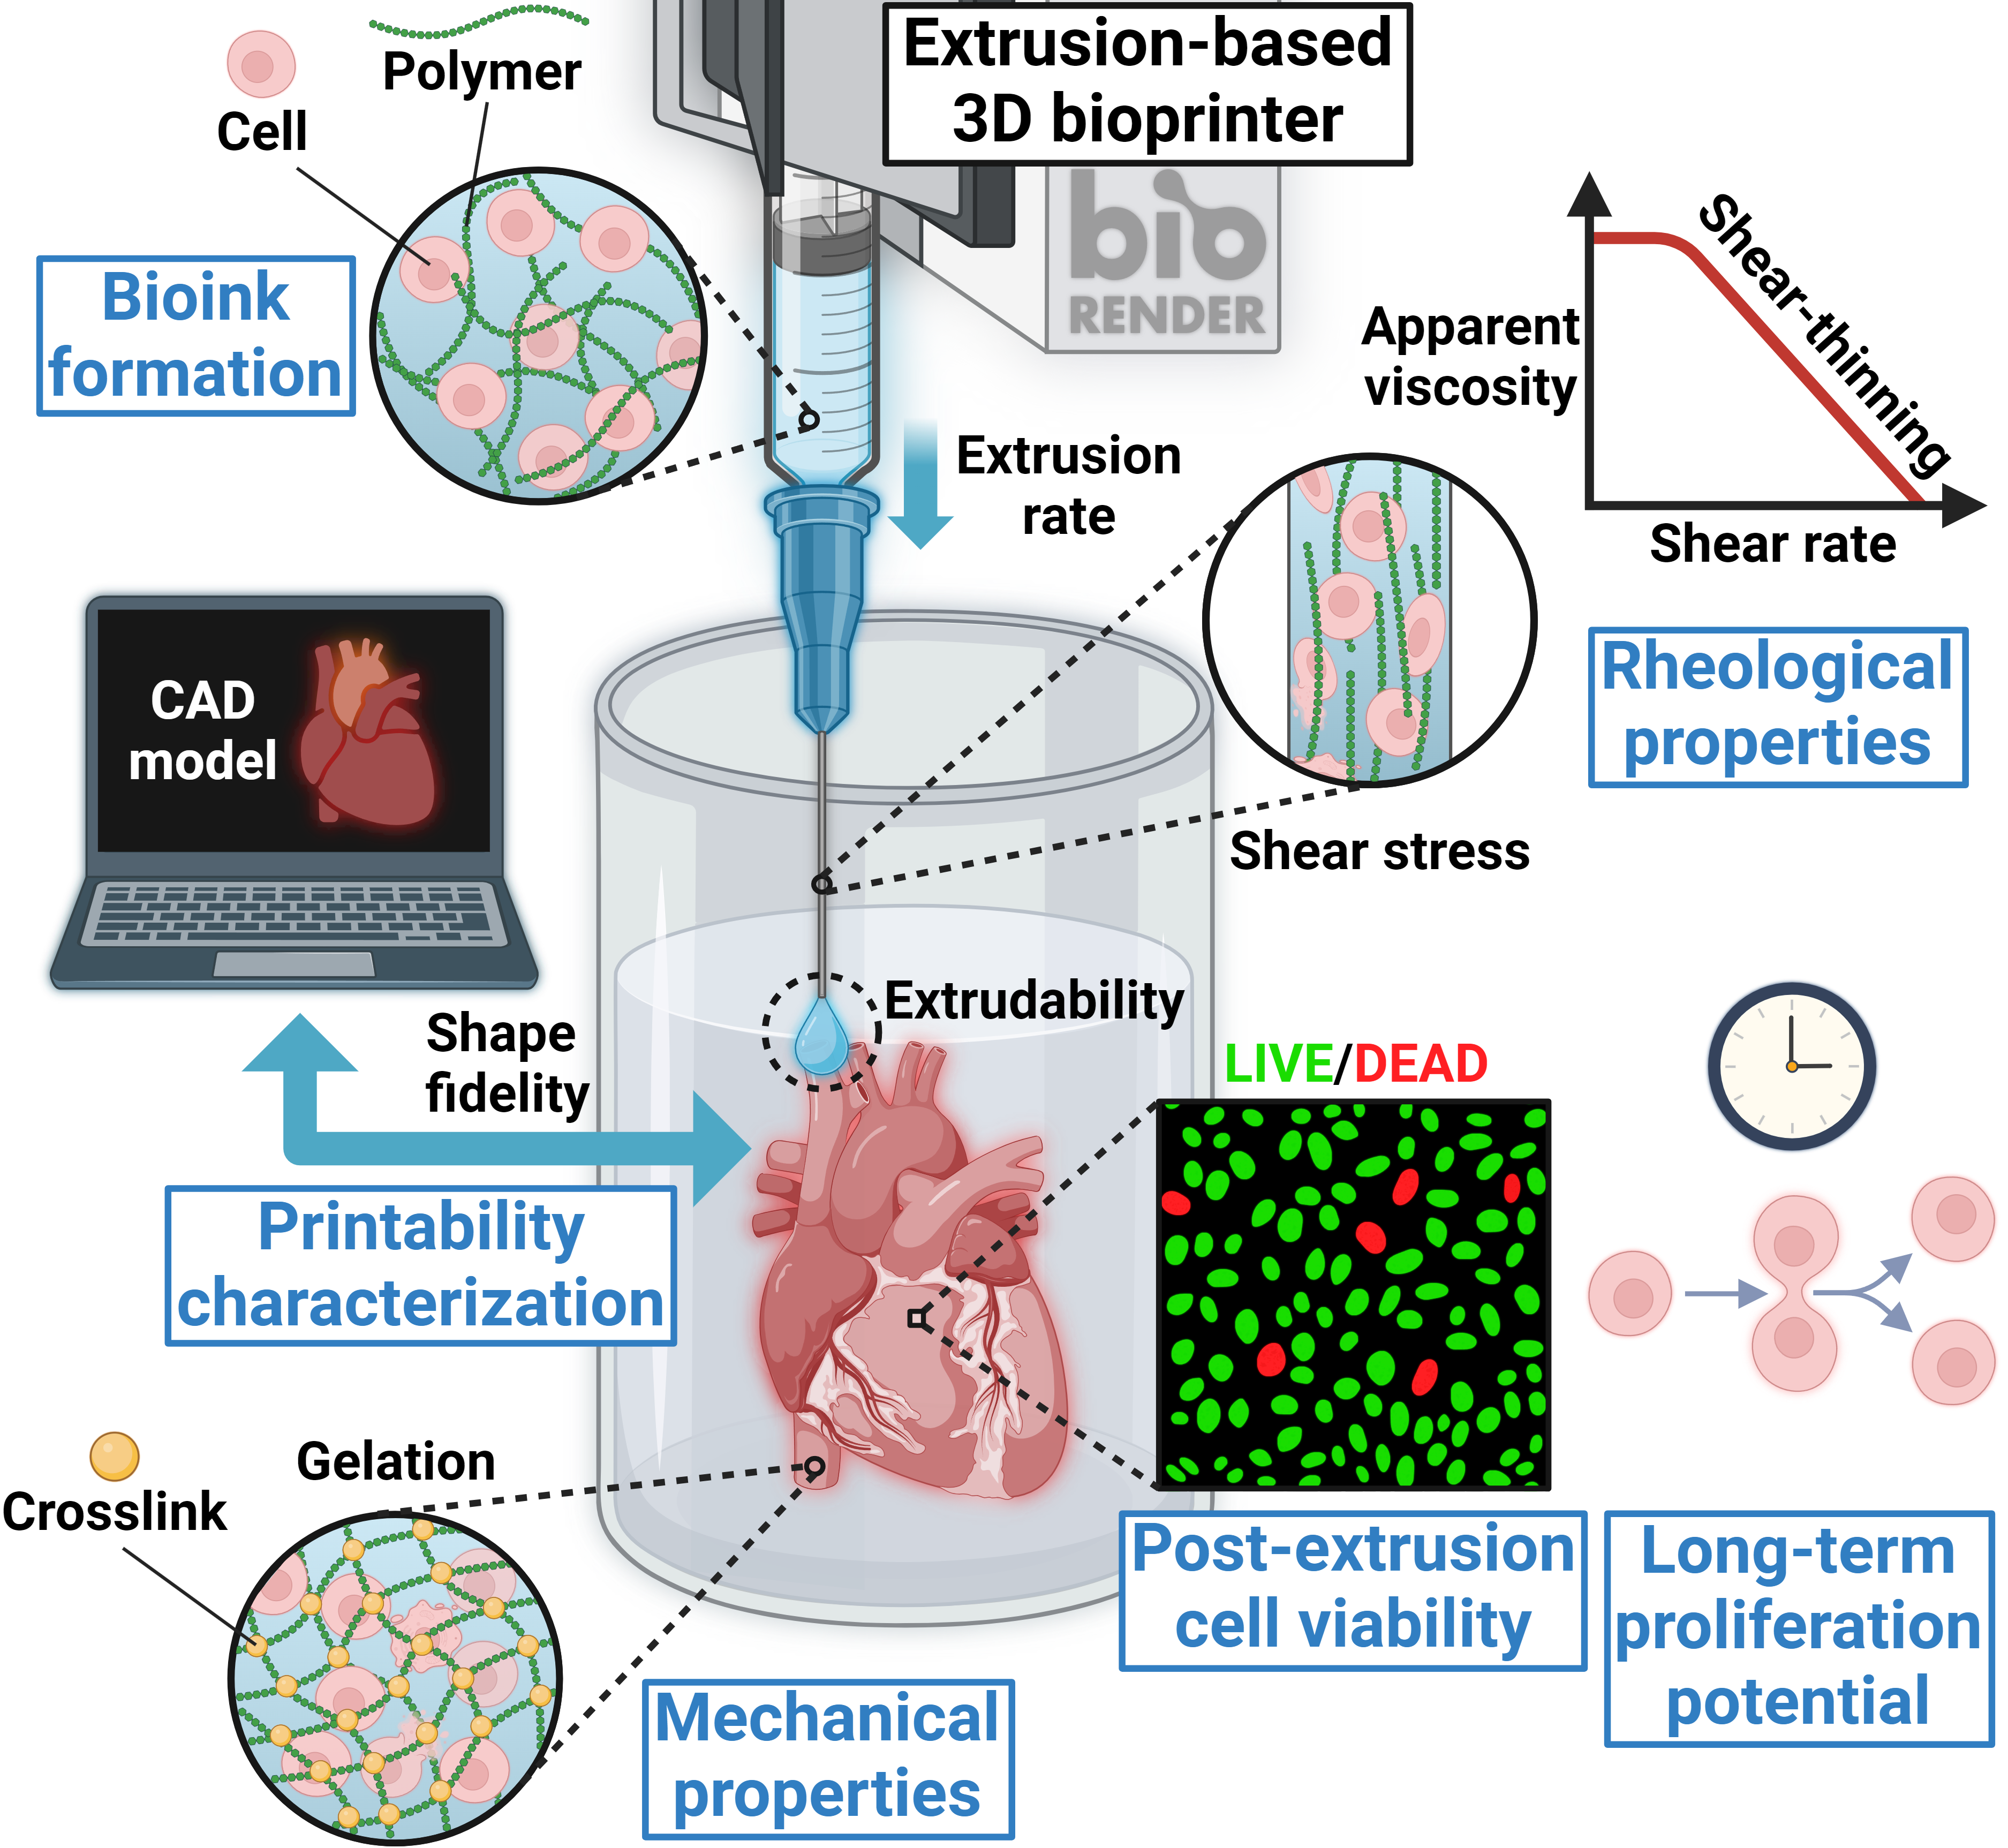 Extrusion-based
3D bioprinter
Polymer
Cell
Bioink
formation
bio
RENDER
Extrusion
rate
Apparent
viscosity
Shear-thinning
Shear rate
Rheological
properties
Shear stress
CAD
model
Extrudability
Shape
fidelity
Printability
characterization
LIVE/DEAD
Gelation
Crosslink
Post-extrusion
cell viability
Long-term
proliferation
potential
Mechanical
properties